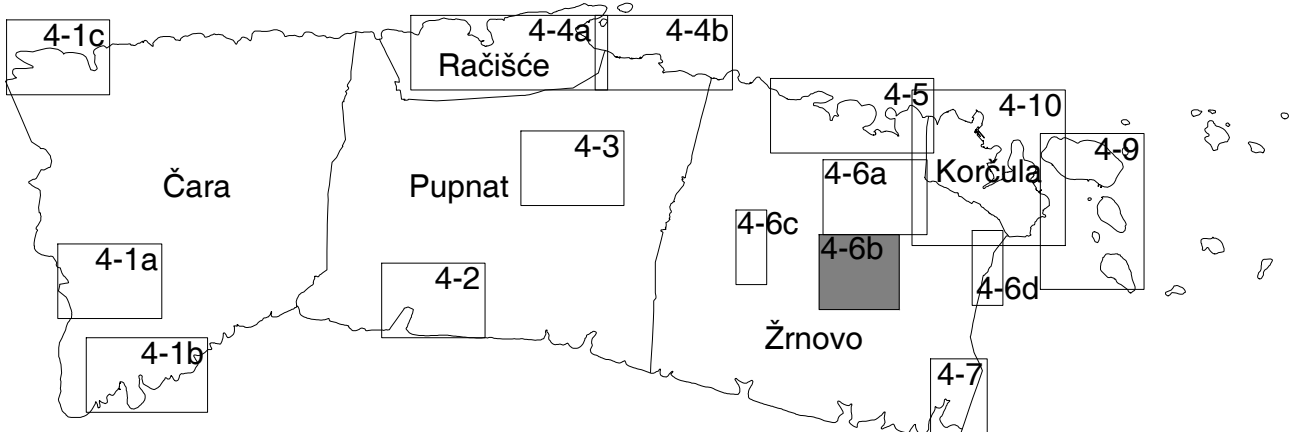 4-1c
4-4a
4-4b
Račišće
4-5
4-10
4-3
4-9
Čara
Pupnat
4-6a
Korčula
4-6c
4-6b
4-1a
4-2
4-6d
Žrnovo
4-1b
4-7